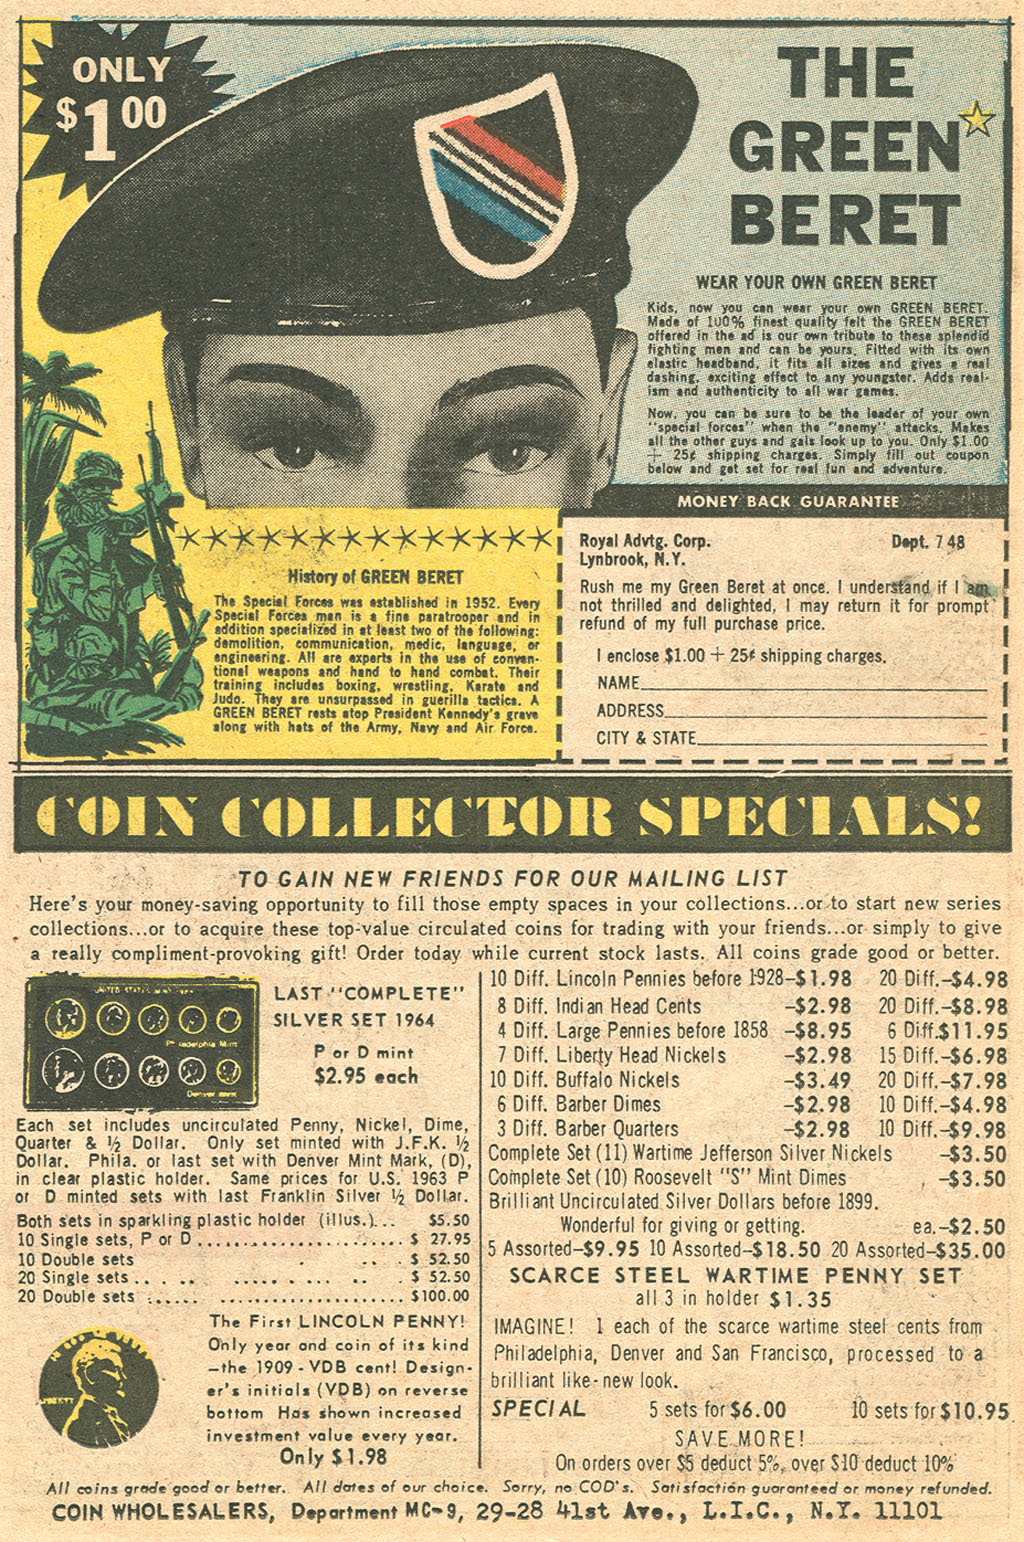 ONLY
$1 00
THE
GREEN
BERET
WEAR YOUR OWN GREEN BERET
Kids, now you can wear your own GREEN BERET.
Made of 100% finest quality felt the GREEN BERET
offered in the ad is our own tribute to these splendid
fighting men and can be yours. Fitted with its own
elastic headband, it fits all sizes and gives a real
dashing, exciting effect to any youngster. Adds real-
ism and authenticity to all war games.
Now, you can be sure to be the leader of your own
"special forces" when the "enemy" attacks. Makes
all the other guys and gals look up to you. Only $1.00
+ 25¢ shipping charges. Simply fill out coupon
below and get set for real fun and adventure.
MONEY BACK GUARANTEE
Royal Advtg. Corp. Dept. 748
Lynbrook, N.Y.
Rush me my Green Beret at once. I understand if I am
not thrilled and delighted, I may return it for prompt
refund of my full purchase price.
I enclose $1.00 + 25¢ shipping charges.
NAME
ADDRESS
CITY & STATE
History of GREEN BERET
The Special Forces was established in 1952. Every
Special Forces man is a fine paratrooper and in
addition specialized in at least two of the following:
demolition, communication, medic, language, or
engineering. All are experts in the use of conven-
tional weapons and hand to hand combat. Their
training includes boxing, wrestling, Karate and
Judo. They are unsurpassed in guerilla tactics. A
GREEN BERET rests atop President Kennedy's grave
along with hats of the Army, Navy and Air Force.
COIN COLLECTOR SPECIALS!
TO GAIN NEW FRIENDS FOR OUR MAILING LIST
Here's your money-saving opportunity to fill those empty spaces in your collections...or to start new series
collections...or to acquire these top-value circulated coins for trading with your friends...or simply to give
a really compliment-provoking gift! Order today while current stock lasts. All coins grade good or better.
Philadelphia Mint
Denver Mint
LAST "COMPLETE"
SILVER SET 1964
P or D mint
$2.95 each
Each set includes uncirculated Penny, Nickel, Dime,
Quarter & ½ Dollar. Only set minted with J.F.K. ½
Dollar. Phila. or last set with Denver Mint Mark, (D),
in clear plastic holder. Same prices for U.S. 1963 P
or D minted sets with last Franklin Silver ½ Dollar.
Both sets in sparkling plastic holder (illus.)... $5.50
10 Single sets, P or D ........................ $ 27.95
10 Double sets . .. . $ 52.50
20 Single sets .. . .. ..... .. . .. . $ 52.50
20 Double sets ...... ..................... $100.00
The First LINCOLN PENNY!
Only year and coin of its kind
—the 1909-VDB cent! Design-
er's initials (VDB) on reverse
bottom Has shown increased
investment value every year.
Only $1.98
LIBERTY
10 Diff. Lincoln Pennies before 1928-$1.98 20 Diff.-$4.98
8 Diff. Indian Head Cents -$2.98 20 Diff.-$8.98
4 Diff. Large Pennies before 1858 -$8.95 6 Diff.$11.95
7 Diff. Liberty Head Nickels -$2.98 15 Diff.-$6.98
10 Diff. Buffalo Nickels -$3.49 20 Diff.-$7.98
6 Diff. Barber Dimes -$2.98 10 Diff.-$4.98
3 Diff. Barber Quarters -$2.98 10 Diff.-$9.98
Complete Set (11) Wartime Jefferson Silver Nickels -$3.50
Complete Set (10) Roosevelt "S" Mint Dimes -$3.50
Brilliant Uncirculated Silver Dollars before 1899.
Wonderful for giving or getting. ea.-$2.50
5 Assorted-$9.95 10 Assorted-$18.50 20 Assorted-$35.00
SCARCE STEEL WARTIME PENNY SET
all 3 in holder $1.35
IMAGINE! 1 each of the scarce wartime steel cents from
Philadelphia, Denver and San Francisco, processed to a
brilliant like-new look.
SPECIAL 5 sets for $6.00 10 sets for $10.95
SAVE MORE!
On orders over $5 deduct 5%, over $10 deduct 10%
All coins grade good or better. All dates of our choice. Sorry, no COD's. Satisfaction guaranteed or money refunded.
COIN WHOLESALERS, Department MC-9, 29-28 41st Ave., L.I.C., N.Y. 11101